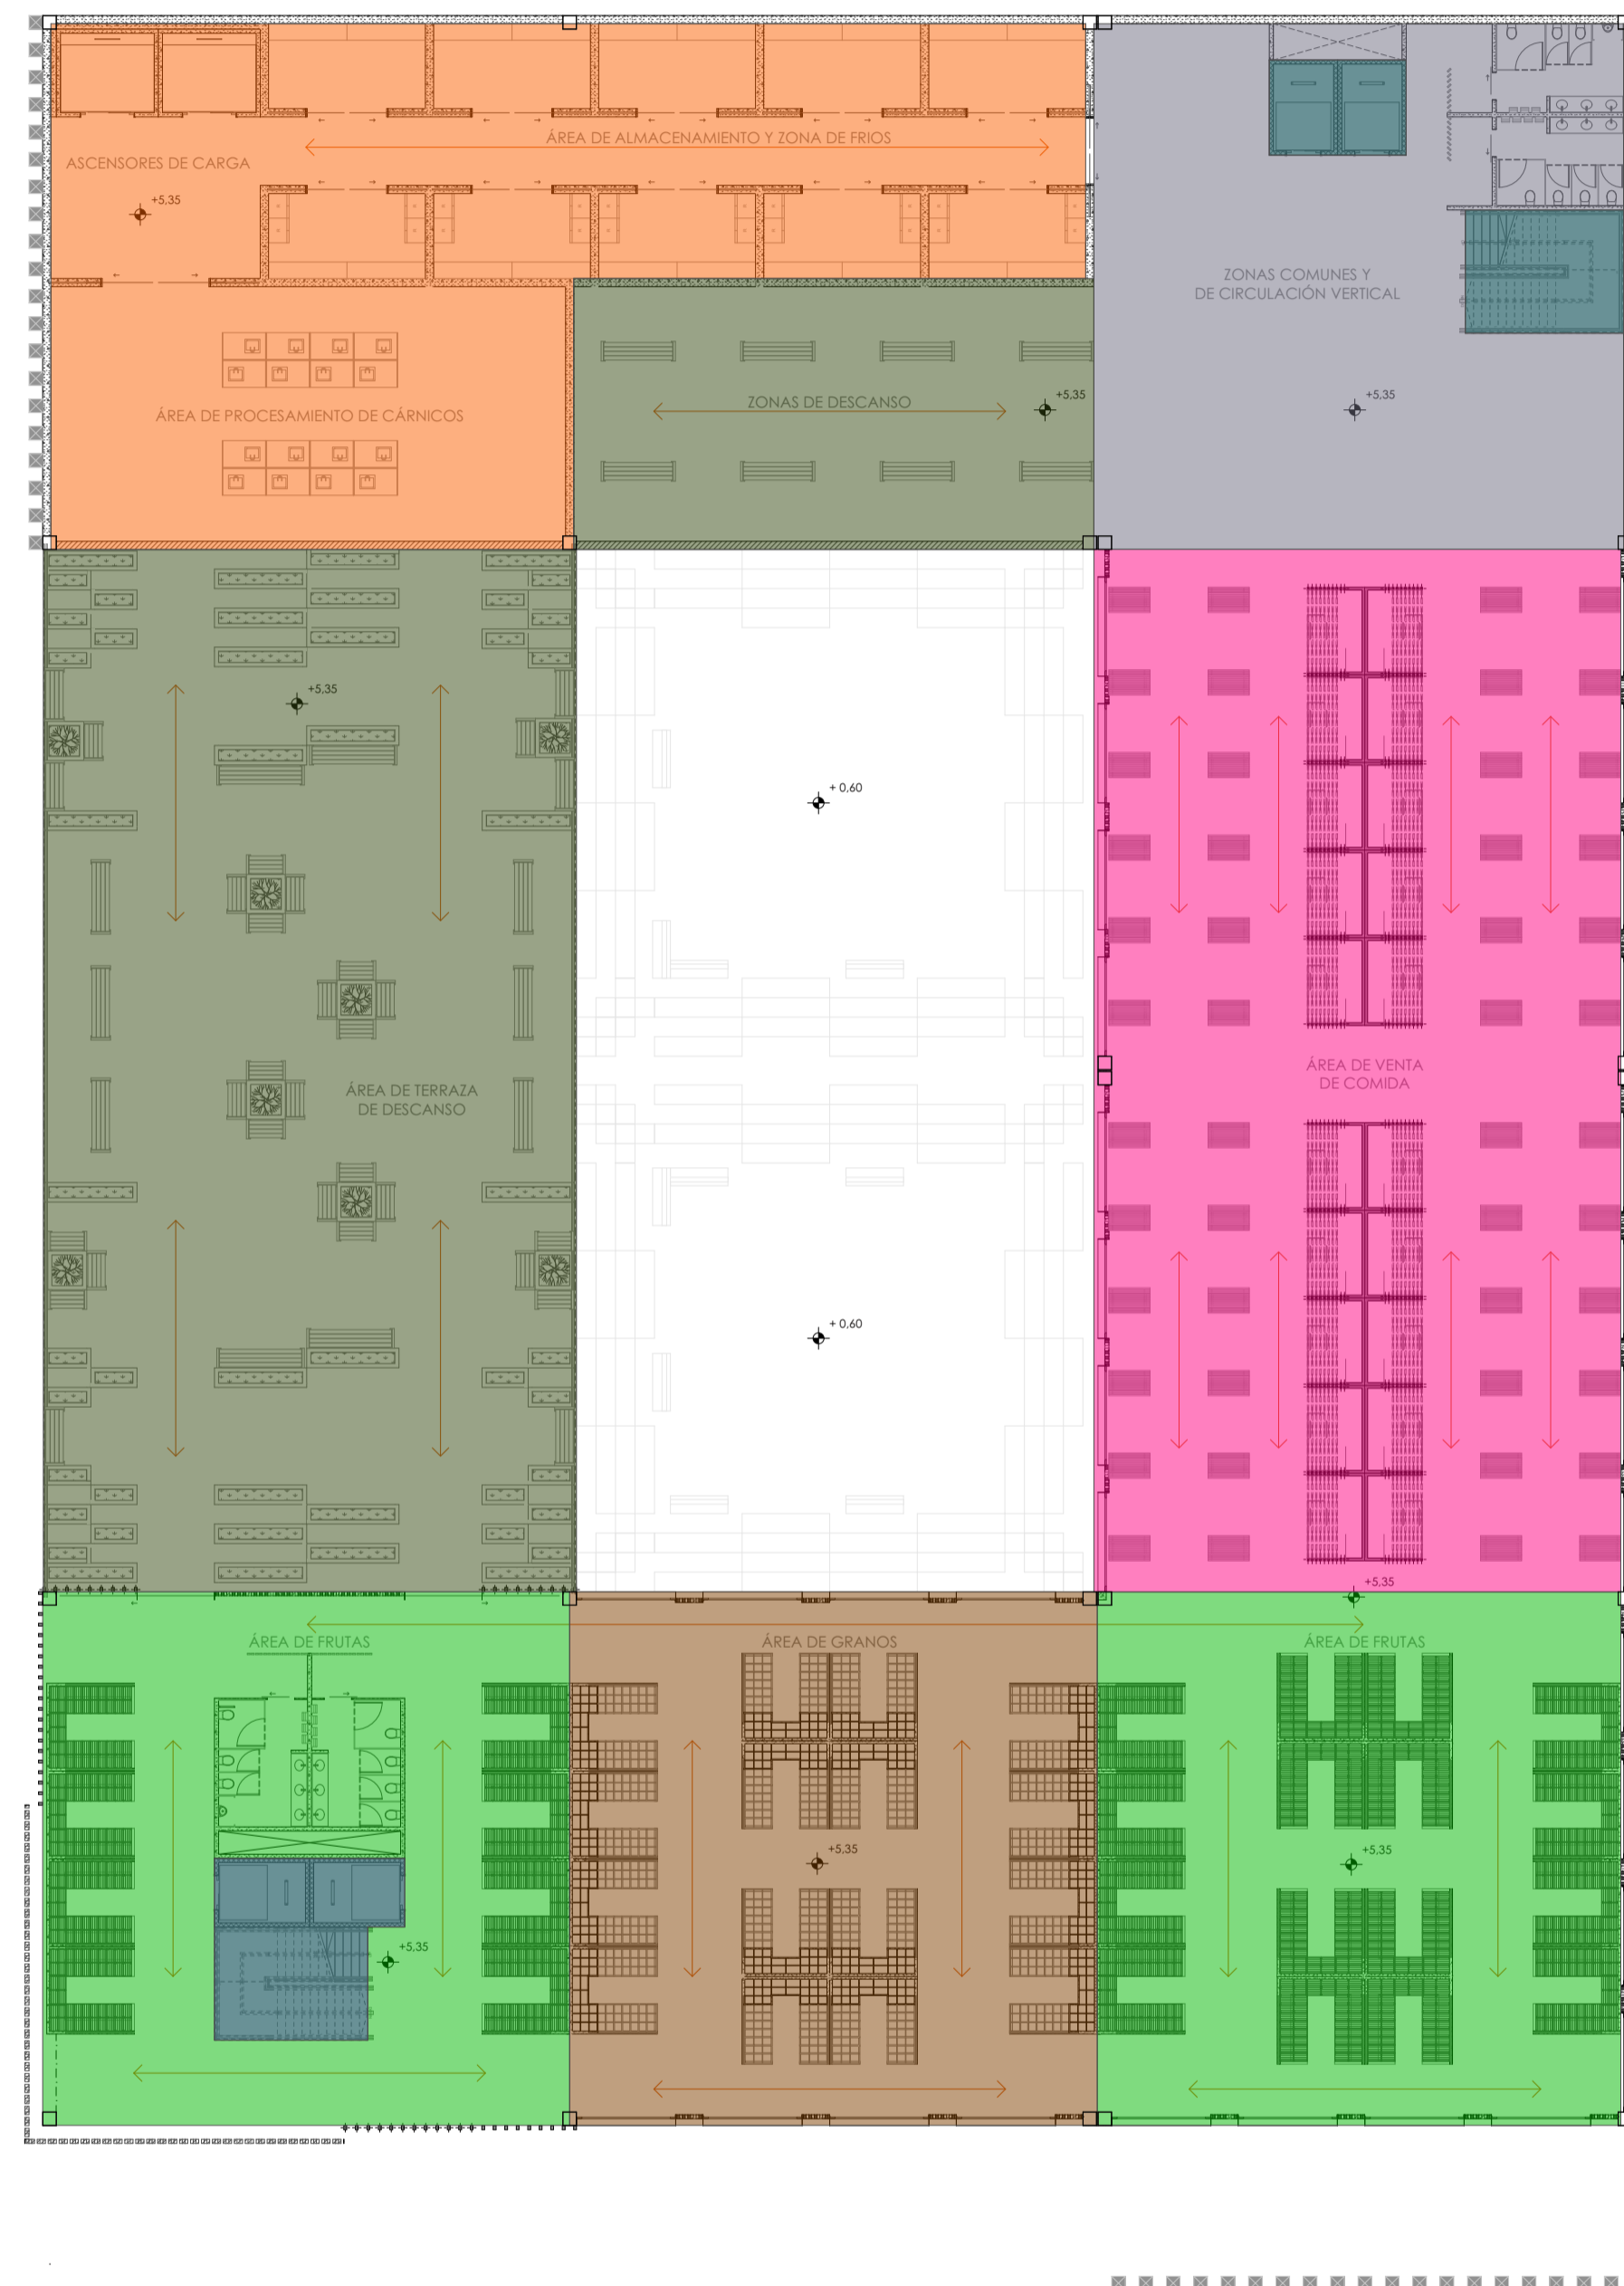 ÁREA DE ALMACENAMIENTO Y ZONA DE FRIOS
ASCENSORES DE CARGA
+5,35
ZONAS COMUNES Y
DE CIRCULACIÓN VERTICAL
+5,35
ZONAS DE DESCANSO
+5,35
ÁREA DE PROCESAMIENTO DE CÁRNICOS
+5,35
+ 0,60
ÁREA DE VENTA
DE COMIDA
ÁREA DE TERRAZA
DE DESCANSO
+ 0,60
+5,35
ÁREA DE FRUTAS
ÁREA DE GRANOS
ÁREA DE FRUTAS
+5,35
+5,35
+5,35